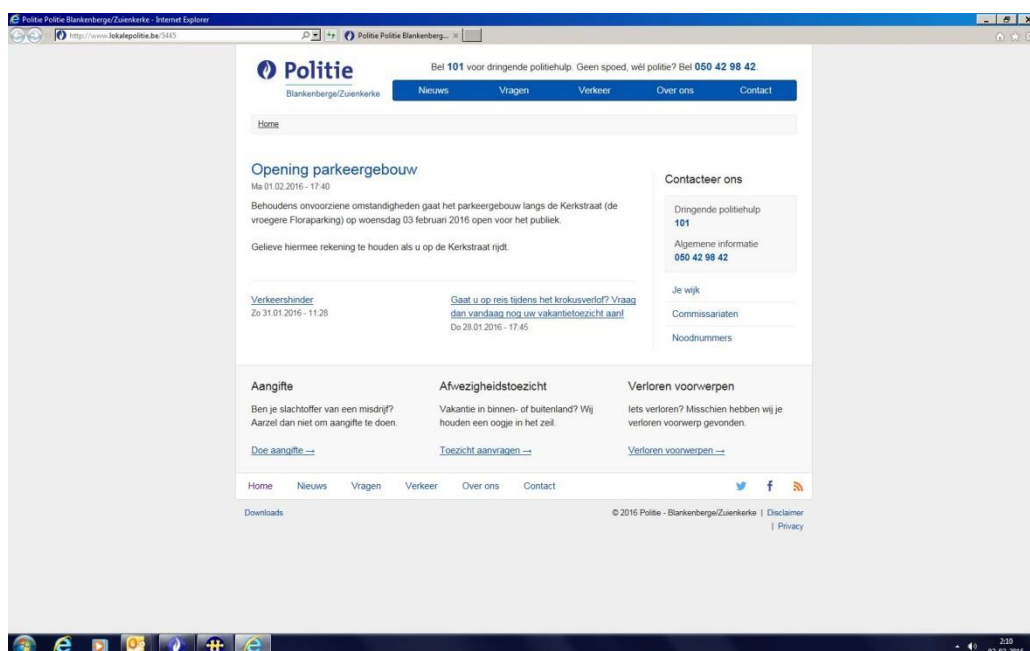 Politie Politie Blankenberge/Zuienkerke - Internet Explorer
http://www.lokalepolitie.be/5445
Politie Politie Blankenberg...
Politie
Blankenberge/Zuienkerke
Bel 101 voor dringende politiehulp. Geen spoed, wél politie? Bel 050 42 98 42.
Nieuws Vragen Verkeer Over ons Contact
Home
Opening parkeergebouw
Ma 01.02.2016 - 17:40
Behoudens onvoorziene omstandigheden gaat het parkeergebouw langs de Kerkstraat (de
vroegere Floraparking) op woensdag 03 februari 2016 open voor het publiek.
Gelieve hiermee rekening te houden als u op de Kerkstraat rijdt.
Verkeershinder
Zo 31.01.2016 - 11:28
Gaat u op reis tijdens het krokusverlof? Vraag
dan vandaag nog uw vakantietoezicht aan!
Do 28.01.2016 - 17:45
Contacteer ons
Dringende politiehulp
101
Algemene informatie
050 42 98 42
Je wijk
Commissariaten
Noodnummers
Aangifte
Ben je slachtoffer van een misdrijf?
Aarzel dan niet om aangifte te doen.
Doe aangifte →
Afwezigheidstoezicht
Vakantie in binnen- of buitenland? Wij
houden een oogje in het zeil.
Toezicht aanvragen →
Verloren voorwerpen
Iets verloren? Misschien hebben wij je
verloren voorwerp gevonden.
Verloren voorwerpen →
Home Nieuws Vragen Verkeer Over ons Contact
Downloads
© 2016 Politie - Blankenberge/Zuienkerke | Disclaimer
| Privacy
2:10